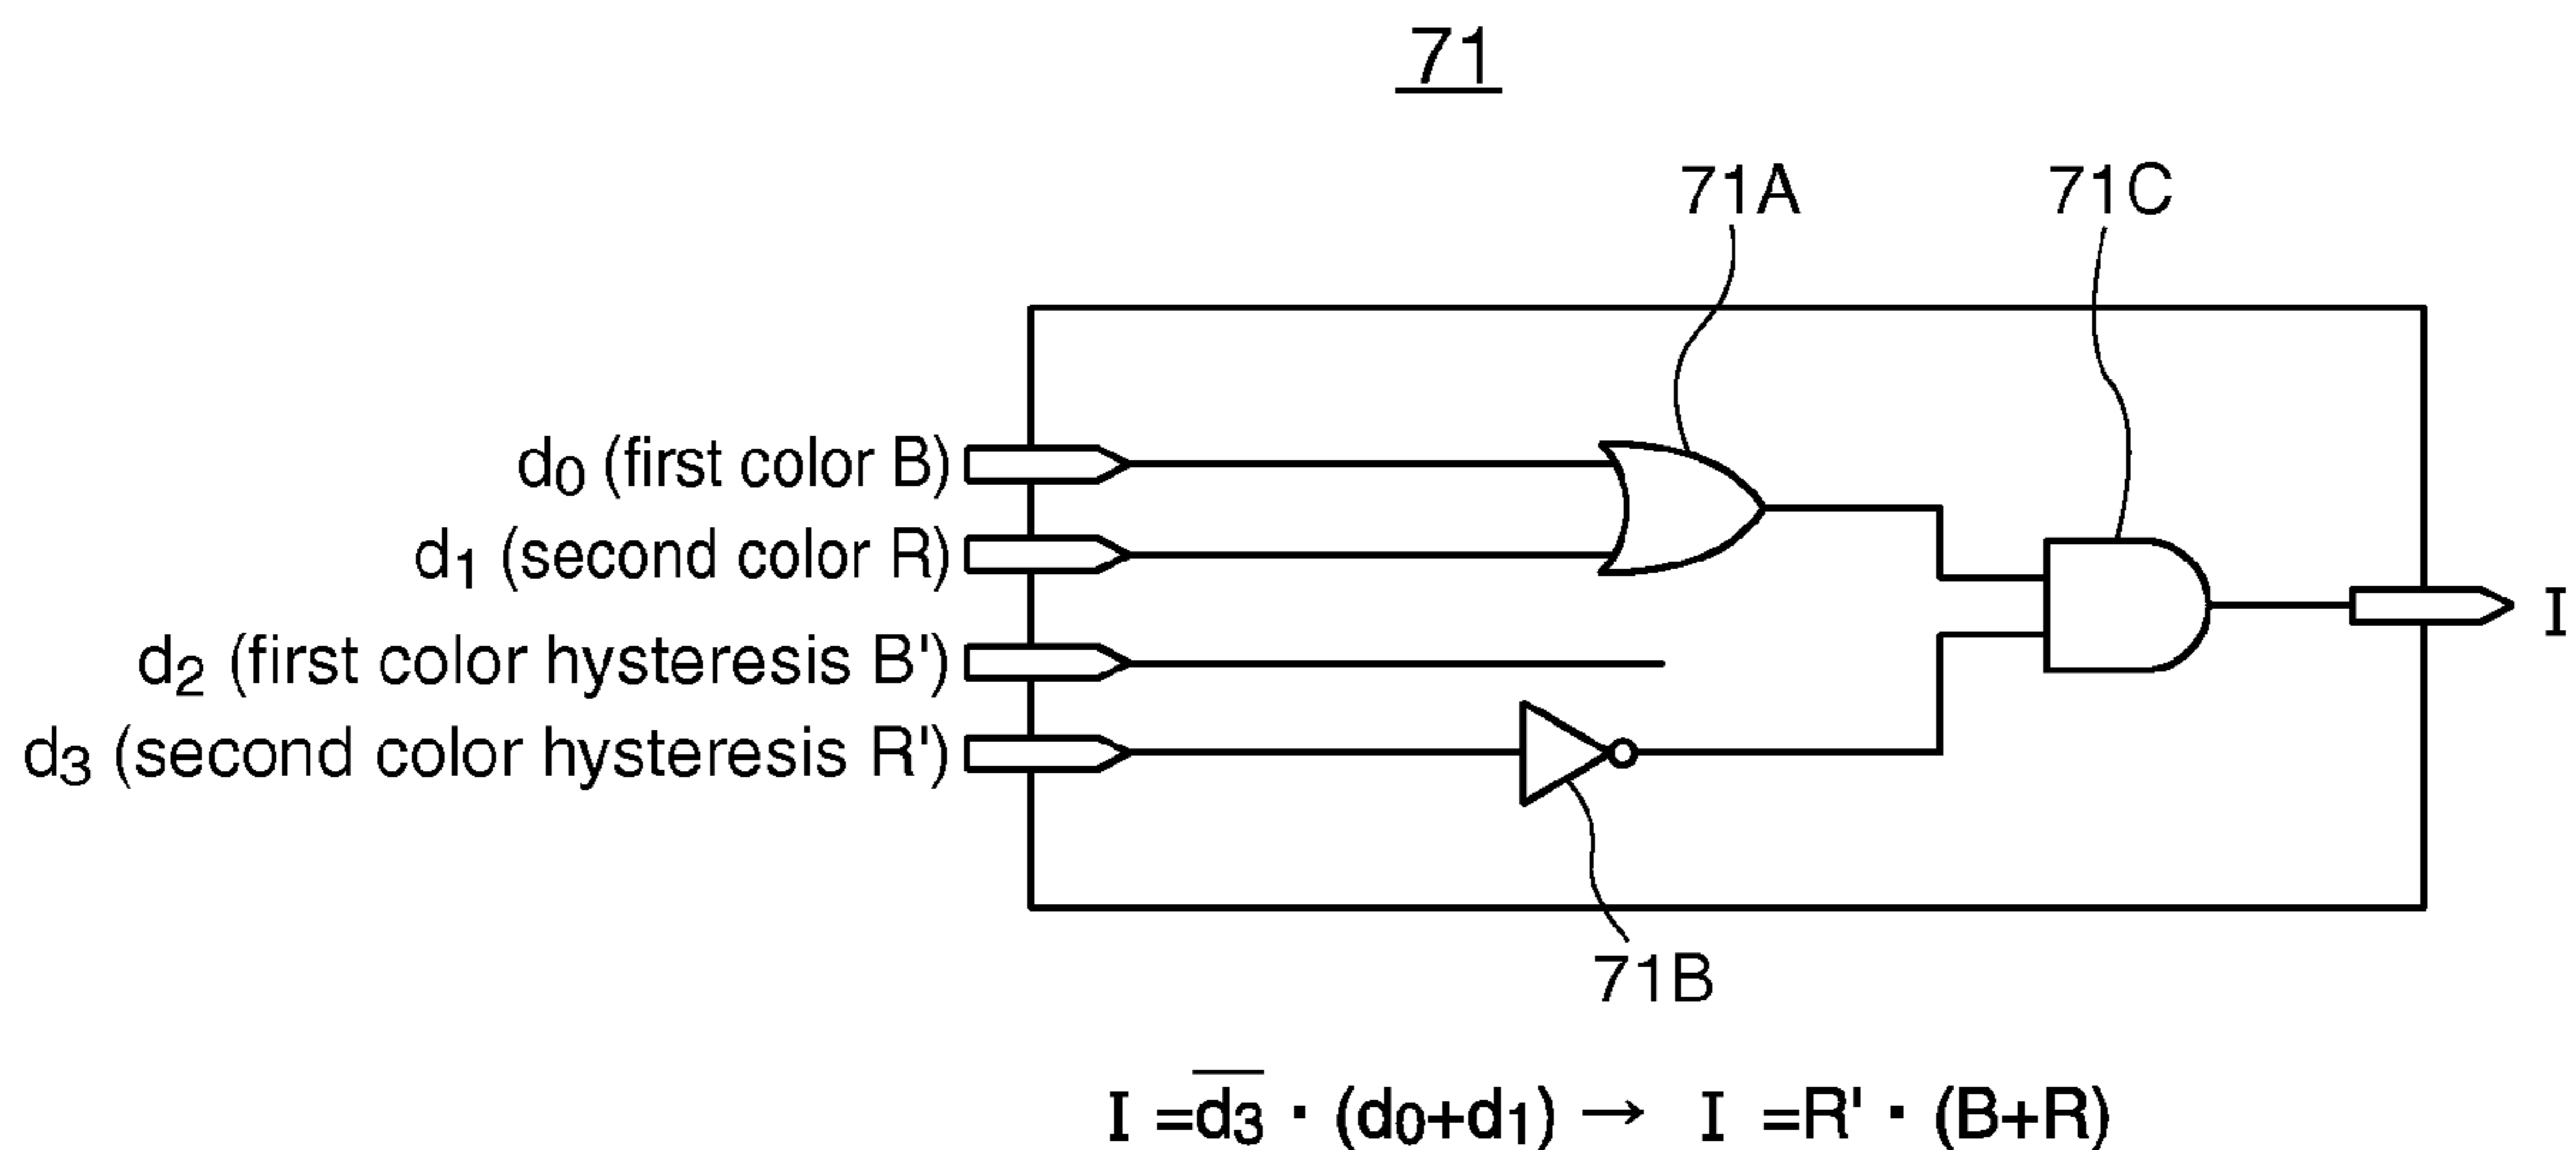 71
71A
71C
d0 (first color B)
d1 (second color R)
d2 (first color hysteresis B')
d3 (second color hysteresis R')
I
71B
I =d̅3̅ · (d0+d1) → I =R' · (B+R)